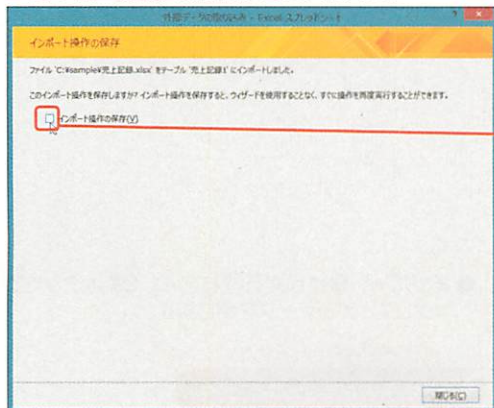 外部データの取り込み - Excel スプレッドシート
インポート操作の保存
ファイル 'C:¥sample¥売上記録.xlsx' をテーブル '売上記録1' にインポートしました。
このインポート操作を保存しますか? インポート操作を保存すると、ウィザードを使用することなく、すぐに操作を再度実行することができます。
インポート操作の保存(V)
閉じる(C)